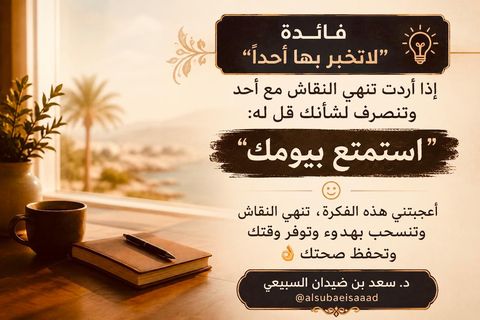 فـائـدة
”لاتخبر بها أحداً“
إذا أردت تنهي النقاش مع أحد
وتنصرف لشأنك قل له:
”استمتع بيومك“
أعجبتني هذه الفكرة، تنهي النقاش
وتنسحب بهدوء وتوفر وقتك
وتحفظ صحتك 👌
د. سعد بن ضيدان السبيعي
@alsubaeisaaad